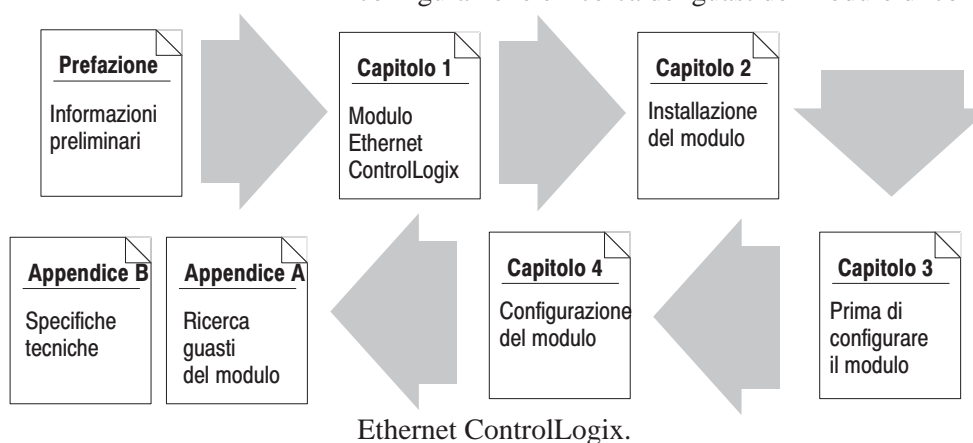 Prefazione
Informazioni
preliminari
Capitolo 1
Modulo
Ethernet
ControlLogix
Capitolo 2
Installazione
del modulo
Capitolo 3
Prima di
configurare
il modulo
Capitolo 4
Configurazione
del modulo
Appendice A
Ricerca
guasti
del modulo
Appendice B
Specifiche
tecniche
Ethernet ControlLogix.